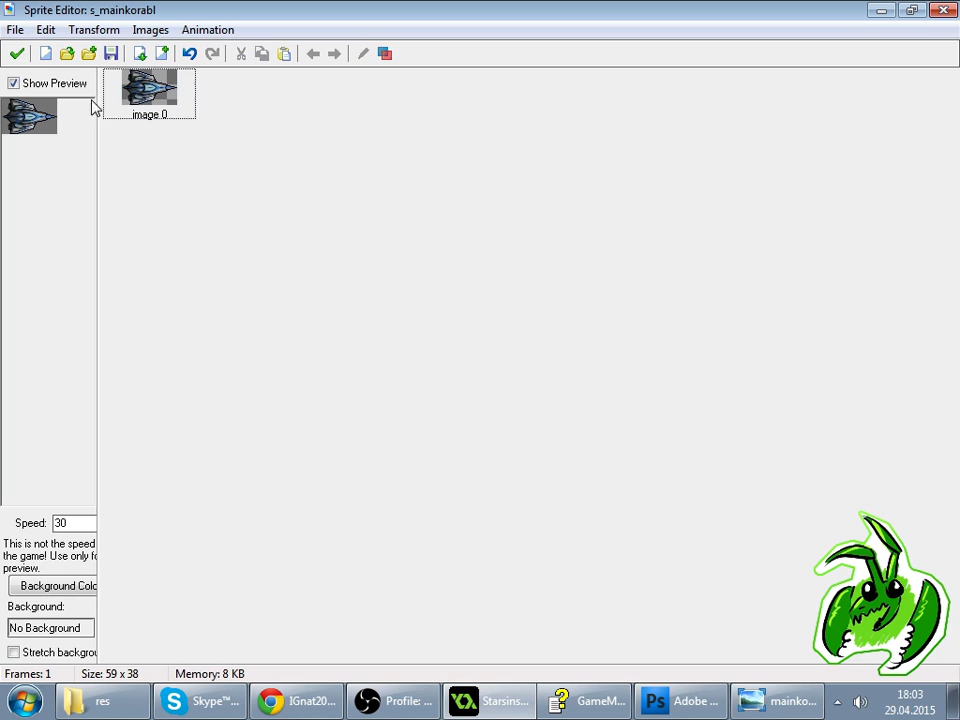 Sprite Editor: s_mainkorabl
File Edit Transform Images Animation
Show Preview
image 0
Speed: 30
This is not the speed
the game! Use only fo
preview.
Background Colo
Background:
No Background
Stretch backgrou
Frames: 1 Size: 59 x 38 Memory: 8 KB
res Skype™... IGnat20... Profile: ... Starsins... GameM... Ps Adobe ... mainko... 18:03
29.04.2015